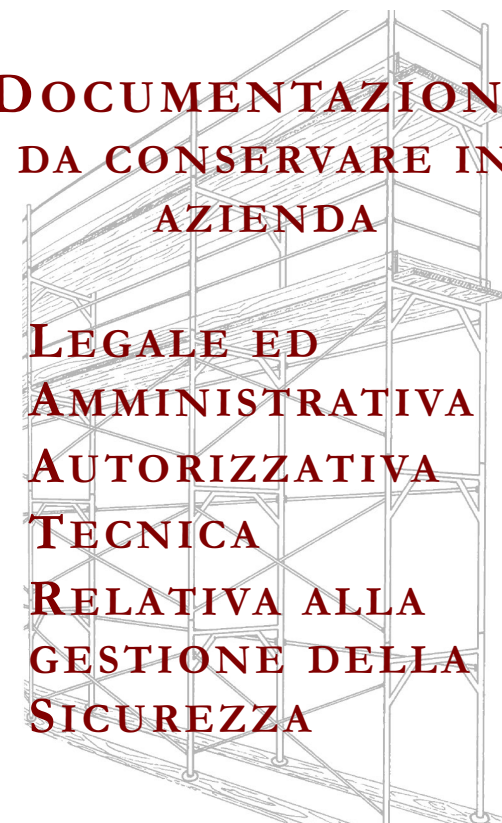 DOCUMENTAZION
DA CONSERVARE IN
AZIENDA
LEGALE ED
AMMINISTRATIVA
AUTORIZZATIVA
TECNICA
RELATIVA ALLA
GESTIONE DELLA
SICUREZZA